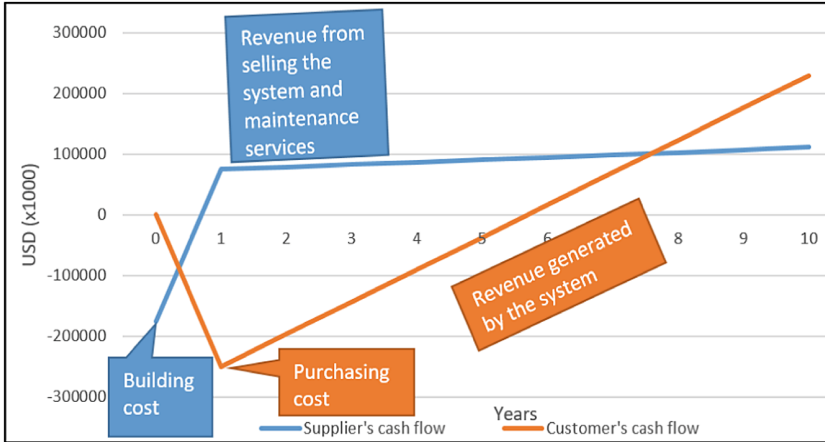 300000
Revenue from
selling the
system and
maintenance
services
200000
100000
0
-100000
-200000
-300000
USD (x1000)
0 1 2 3 4 5 6 8 9 10
Revenue generated
by the system
Building
cost
Purchasing
cost
Years
Supplier's cash flow Customer's cash flow